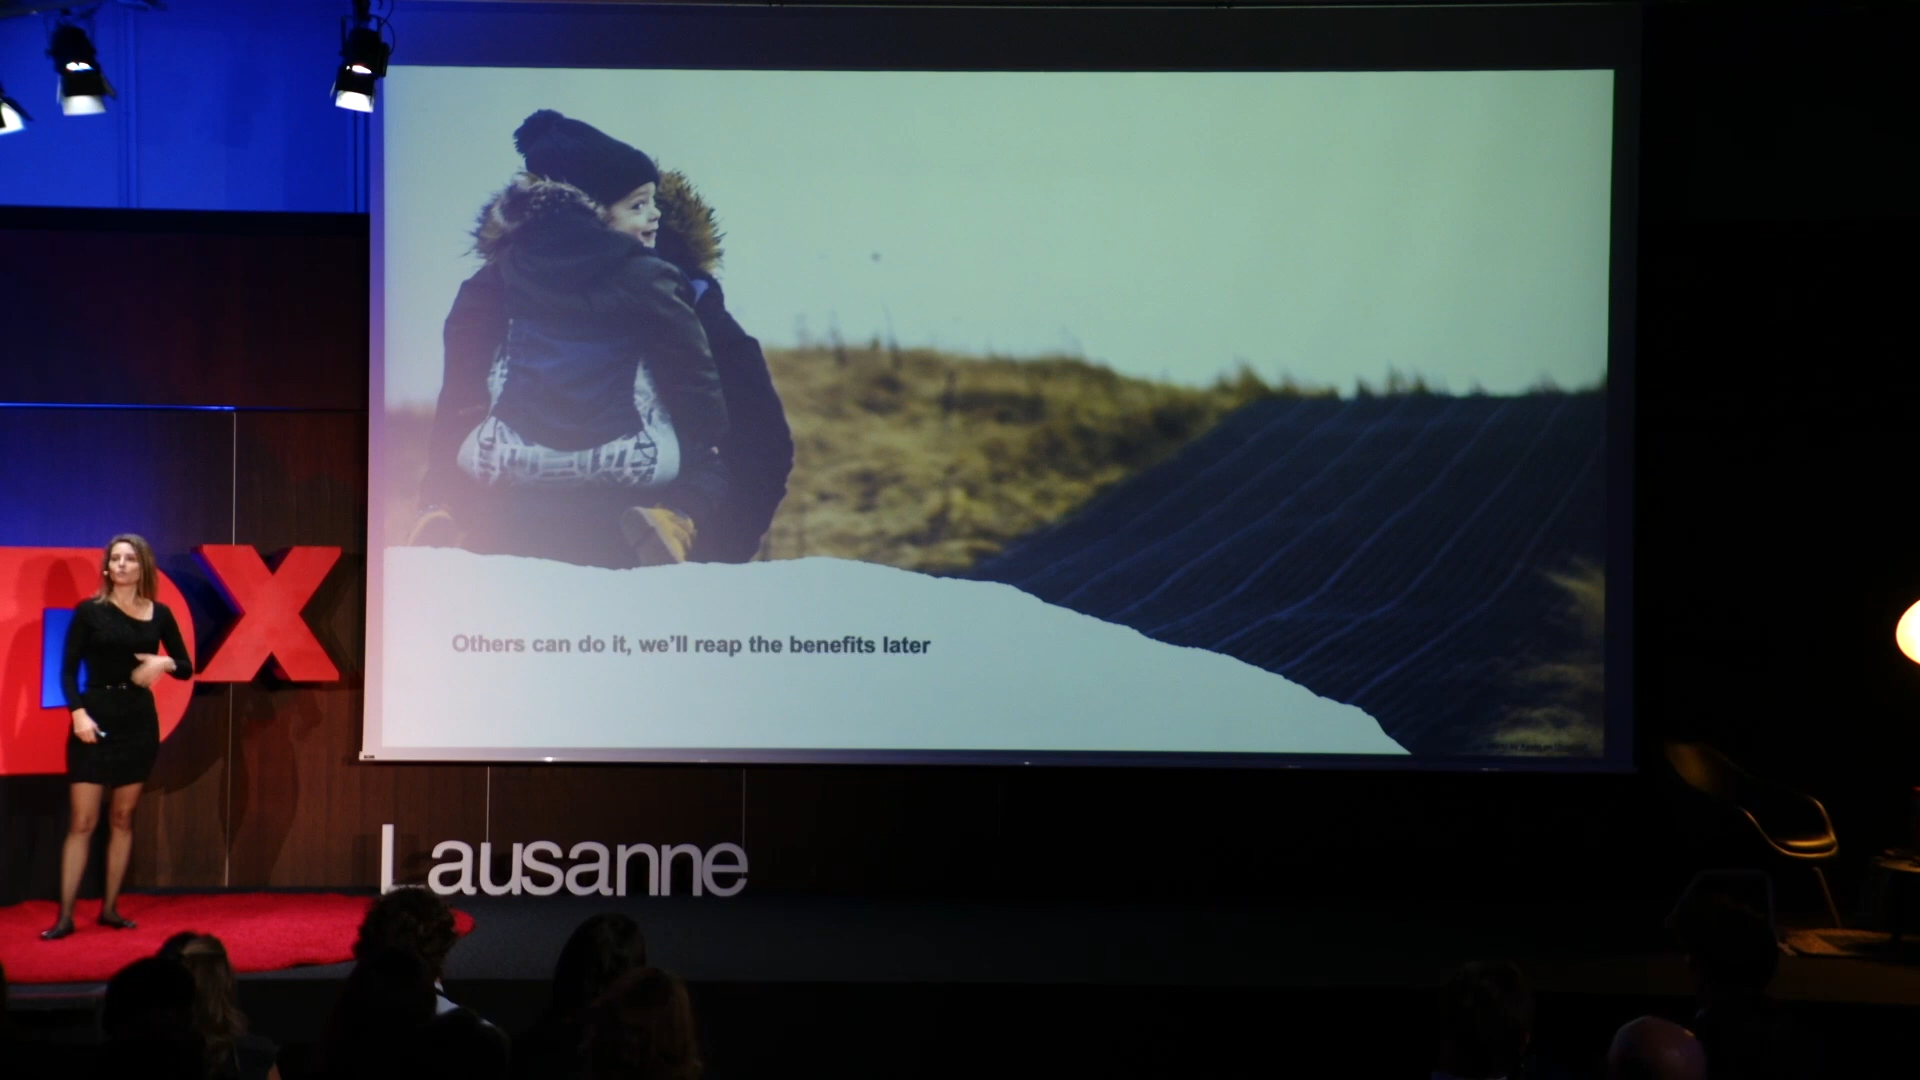 Others can do it, we'll reap the benefits later
DX
Lausanne